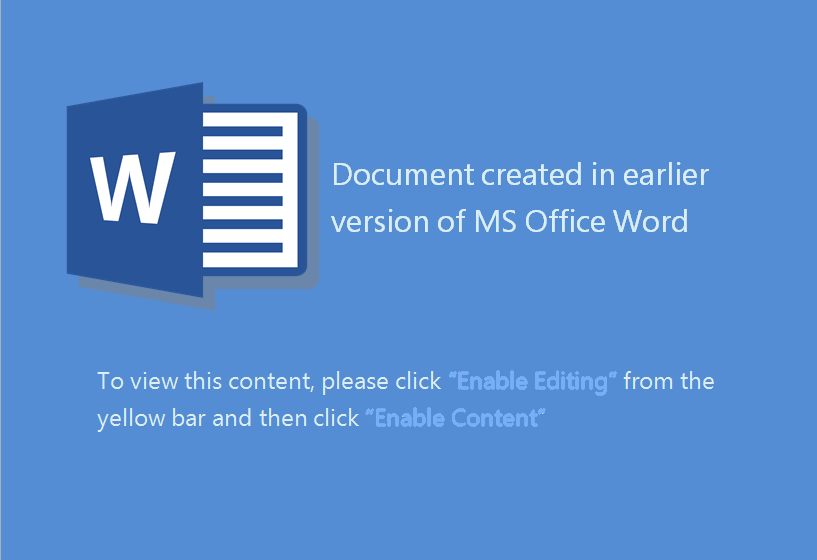 W
Document created in earlier
version of MS Office Word
To view this content, please click “Enable Editing” from the
yellow bar and then click “Enable Content”